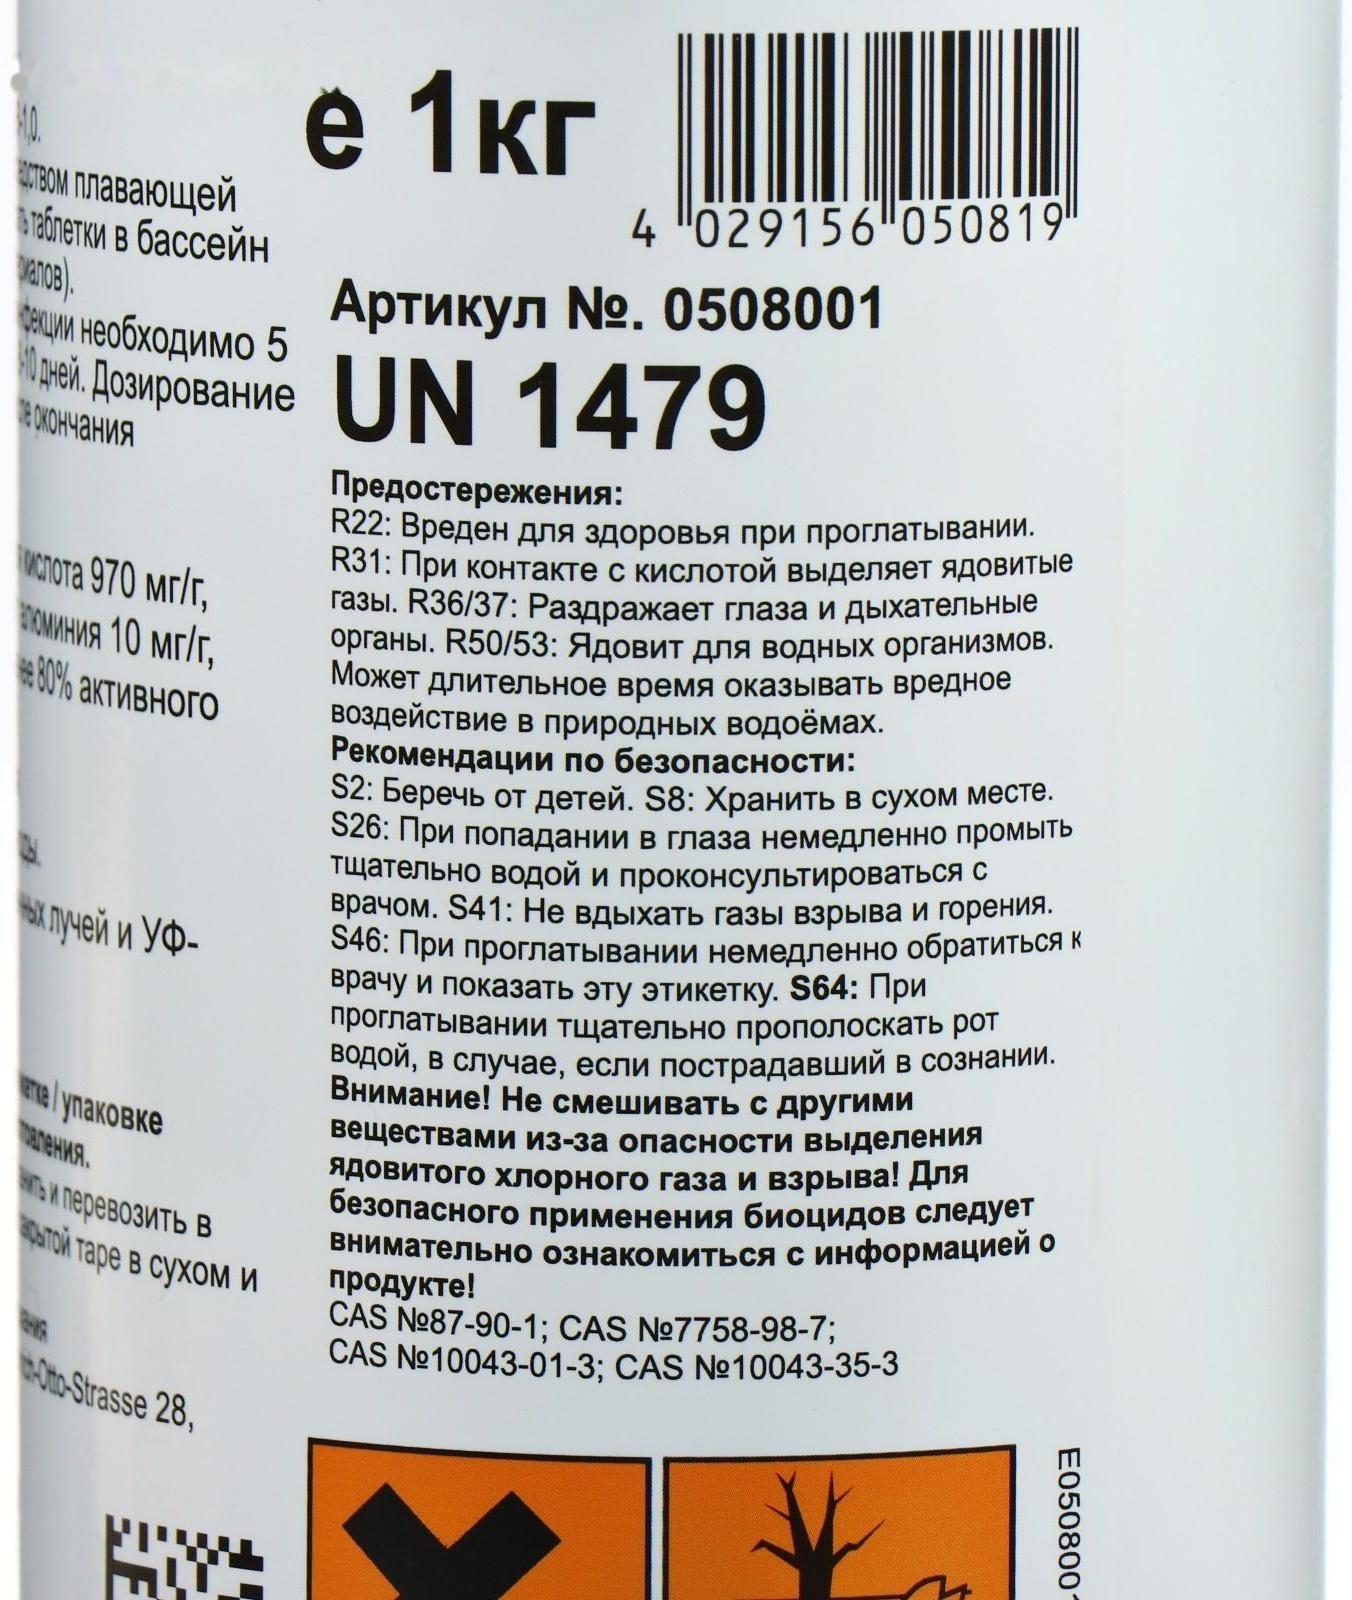 1,0.
плавающей
таблетки в бассейн
необходимо 5
дней. Дозирование
окончания
кислота 970 мг/г,
10 мг/г,
80% активного
лучей и УФ-
/ упаковке
и перевозить в
таре в сухом и
Otto-Strasse 28,
e 1кг
4 029156 050819
Артикул №. 0508001
UN 1479
Предостережения:
R22: Вреден для здоровья при проглатывании.
R31: При контакте с кислотой выделяет ядовитые
газы. R36/37: Раздражает глаза и дыхательные
органы. R50/53: Ядовит для водных организмов.
Может длительное время оказывать вредное
воздействие в природных водоёмах.
Рекомендации по безопасности:
S2: Беречь от детей. S8: Хранить в сухом месте.
S26: При попадании в глаза немедленно промыть
тщательно водой и проконсультироваться с
врачом. S41: Не вдыхать газы взрыва и горения.
S46: При проглатывании немедленно обратиться к
врачу и показать эту этикетку. S64: При
проглатывании тщательно прополоскать рот
водой, в случае, если пострадавший в сознании.
Внимание! Не смешивать с другими
веществами из-за опасности выделения
ядовитого хлорного газа и взрыва! Для
безопасного применения биоцидов следует
внимательно ознакомиться с информацией о
продукте!
CAS №87-90-1; CAS №7758-98-7;
CAS №10043-01-3; CAS №10043-35-3
E050800